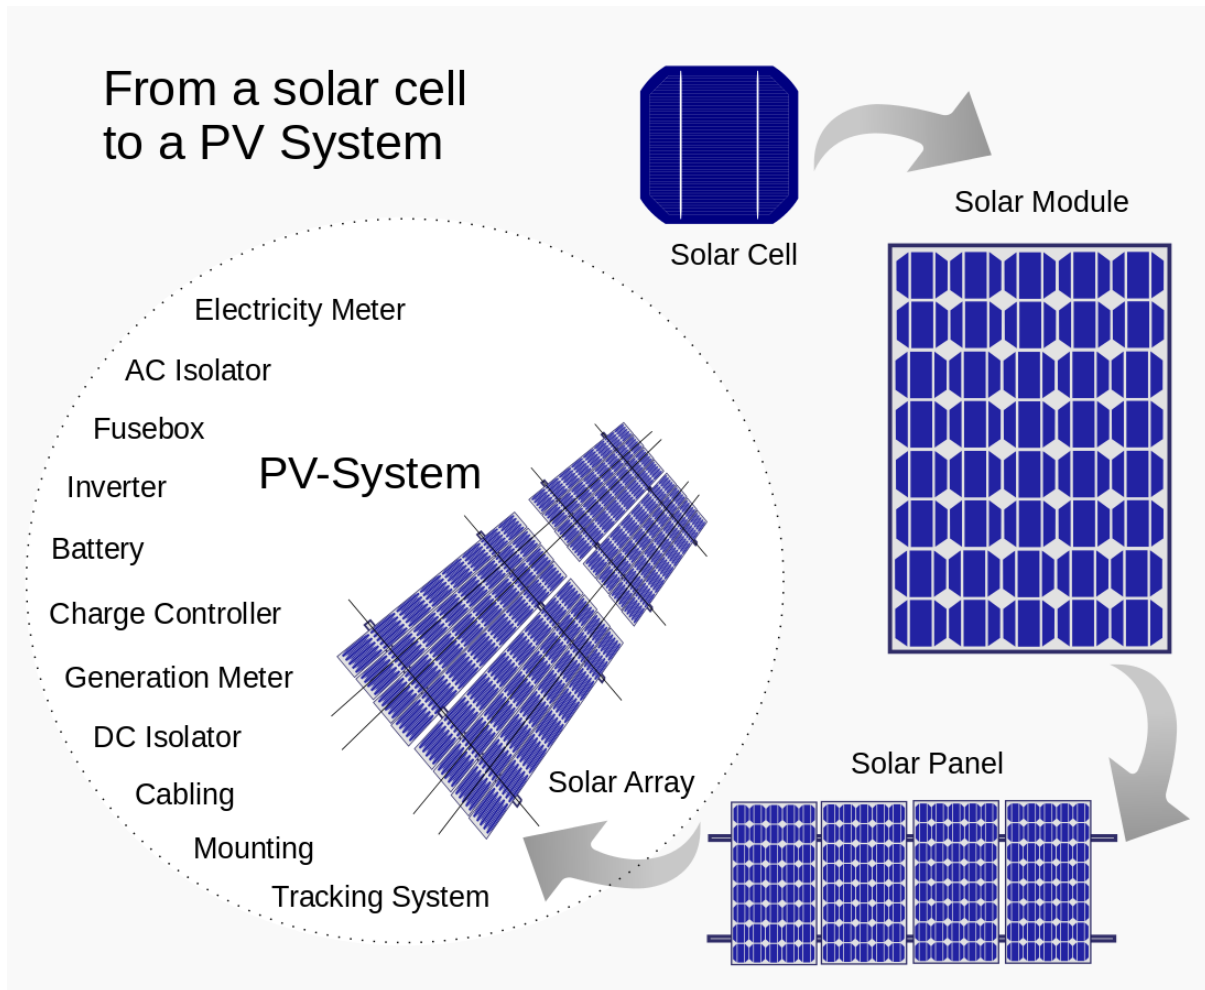 From a solar cell
to a PV System
Solar Cell
Solar Module
Electricity Meter
AC Isolator
Fusebox
PV-System
Inverter
Battery
Charge Controller
Generation Meter
DC Isolator
Cabling
Mounting
Tracking System
Solar Array
Solar Panel